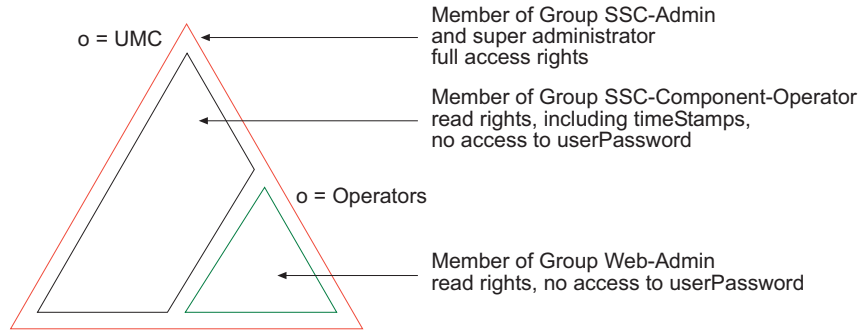 o = UMC
Member of Group SSC-Admin
and super administrator
full access rights
Member of Group SSC-Component-Operator
read rights, including timeStamps,
no access to userPassword
o = Operators
Member of Group Web-Admin
read rights, no access to userPassword